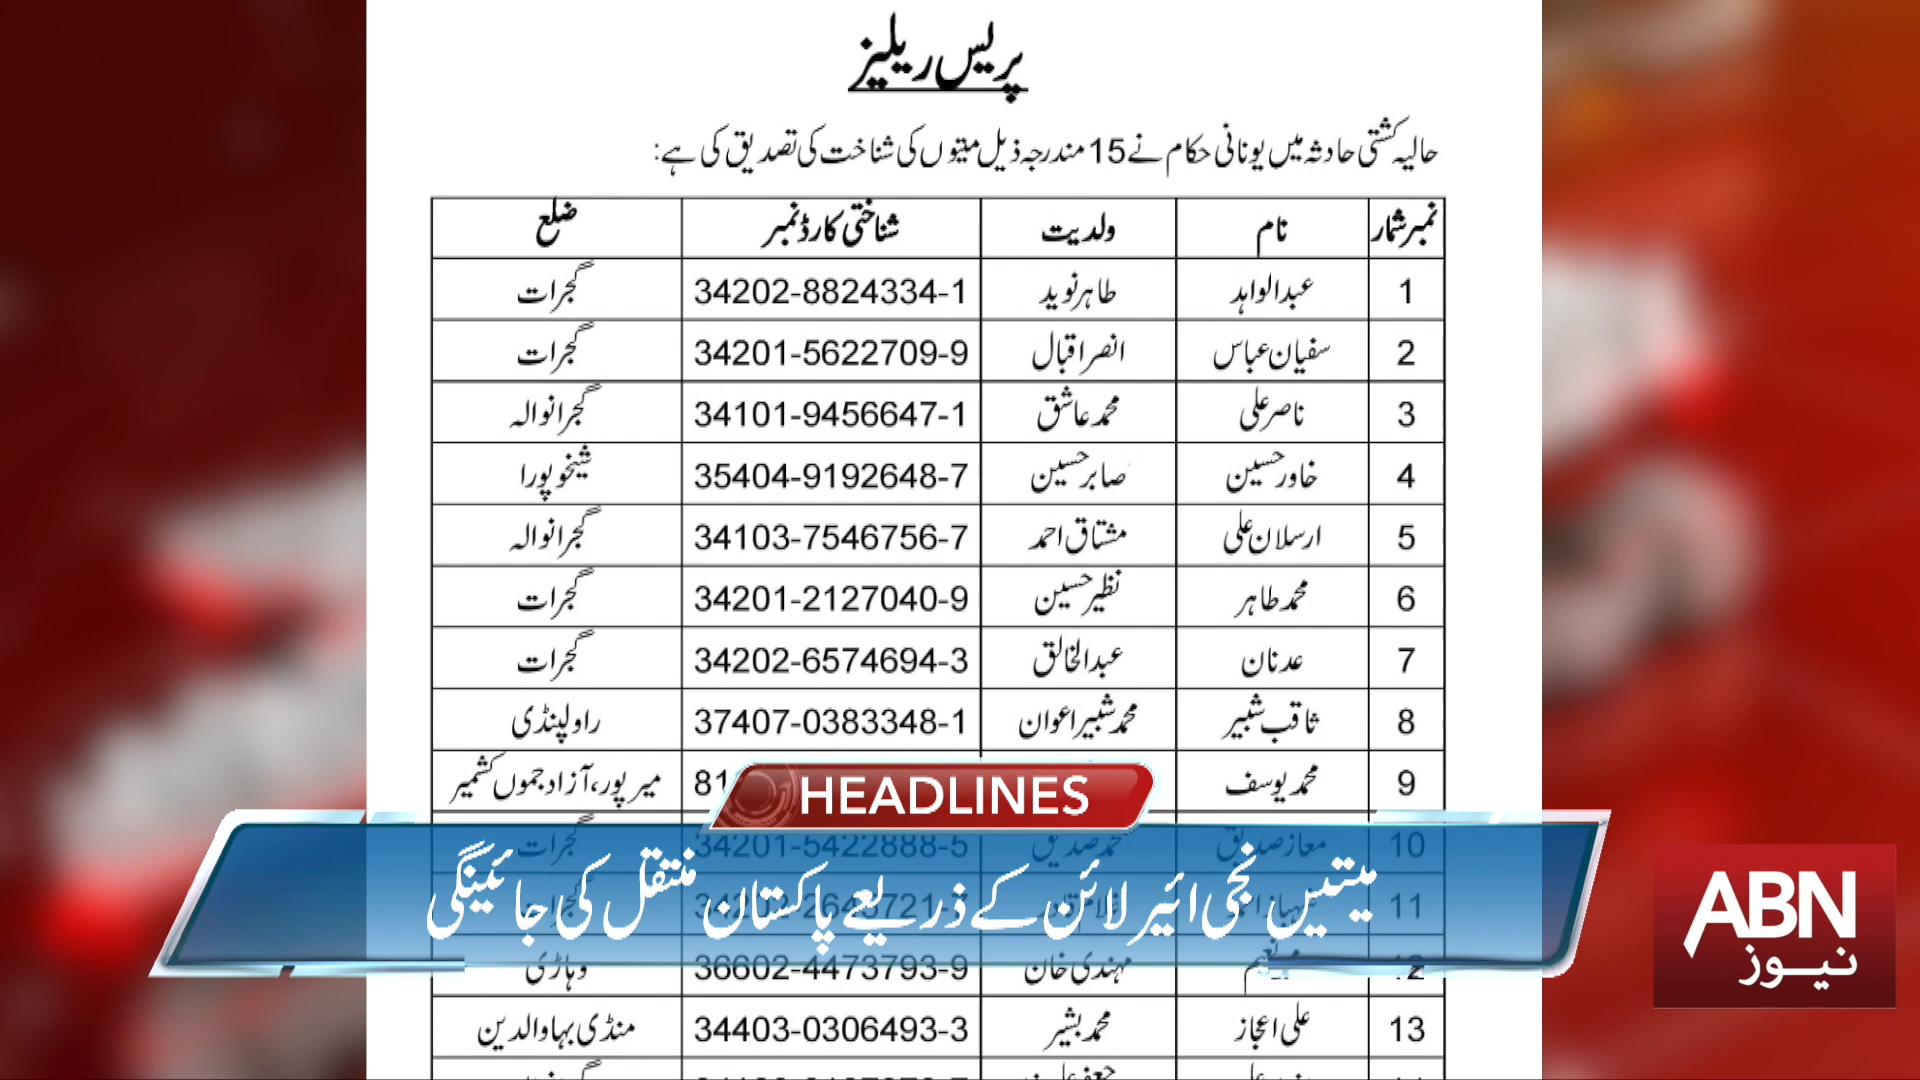 پریس ریلیز
حالیہ کشتی حادثہ میں یونانی حکام نے 15 مندرجہ ذیل میتوں کی شناخت کی تصدیق کی ہے:
نمبر شمار نام ولدیت شناختی کارڈ نمبر ضلع
1 عبدالواہد طاہر نوید 34202-8824334-1 گجرات
2 سفیان عباس انصر اقبال 34201-5622709-9 گجرات
3 ناصر علی محمد عاشق 34101-9456647-1 گجرانوالہ
4 خاور حسین صابر حسین 35404-9192648-7 شیخوپورا
5 ارسلان علی مشتاق احمد 34103-7546756-7 گجرانوالہ
6 محمد طاہر نظیر حسین 34201-2127040-9 گجرات
7 عدنان عبدالخالق 34202-6574694-3 گجرات
8 ثاقب شبیر محمد شبیر اعوان 37407-0383348-1 راولپنڈی
9 محمد یوسف 81 میرپور، آزاد جموں کشمیر
HEADLINES
10 معاز صدیق محمد صدیق 34201-5422888-5 گجرات
میتیں نجی ائیر لائن کے ذریعے پاکستان منتقل کی جائینگی
11
12 مہندی خان 36602-4473793-9 وہاڑی
13 علی اعجاز محمد بشیر 34403-0306493-3 منڈی بہاوالدین
ABN
نیوز